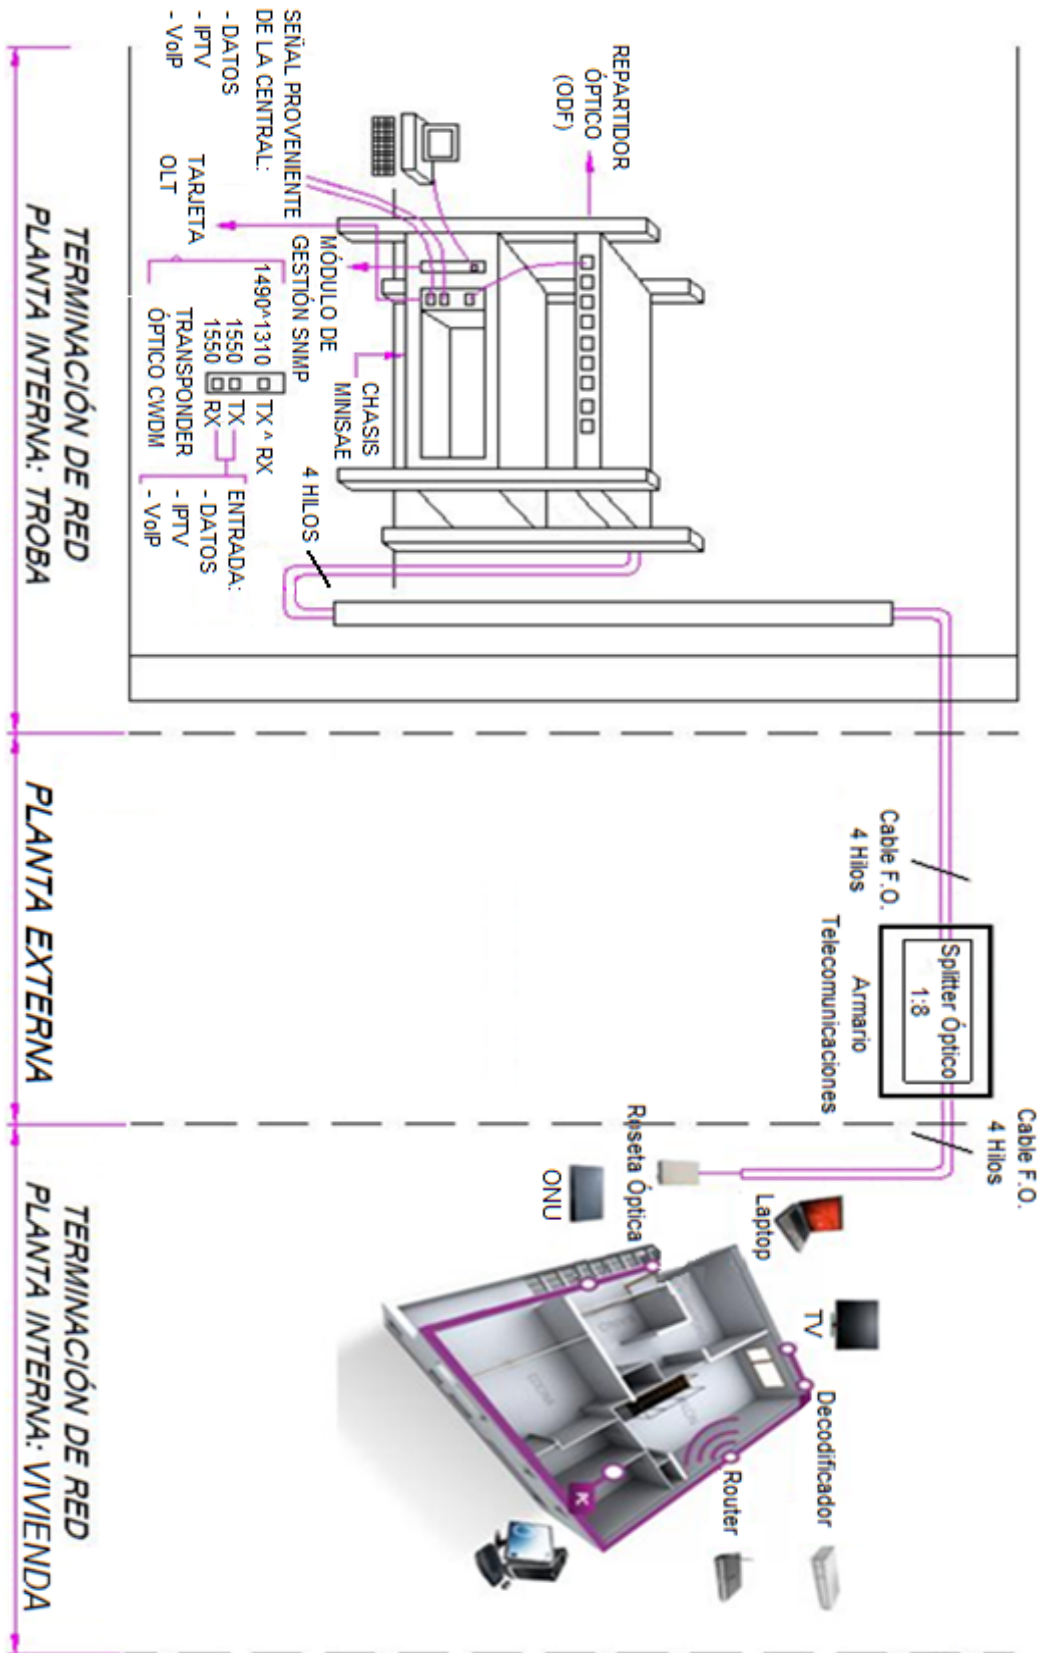 REPARTIDOR
ÓPTICO
(ODF)
SEÑAL PROVENIENTE
DE LA CENTRAL:
- DATOS
- IPTV
- VoIP
TARJETA
OLT
MÓDULO DE
GESTIÓN SNMP
CHASIS
MINISAE
1490^1310
TX ^ RX
1550
TX
1550
RX
TRANSPONDER
ÓPTICO CWDM
ENTRADA:
- DATOS
- IPTV
- VoIP
4 HILOS
Cable F.O.
4 Hilos
Splitter Óptico
1:8
Armario
Telecomunicaciones
Cable F.O.
4 Hilos
Roseta Óptica
ONU
Laptop
TV
Decodificador
Router
K
TERMINACIÓN DE RED
PLANTA INTERNA: TROBA
PLANTA EXTERNA
TERMINACIÓN DE RED
PLANTA INTERNA: VIVIENDA